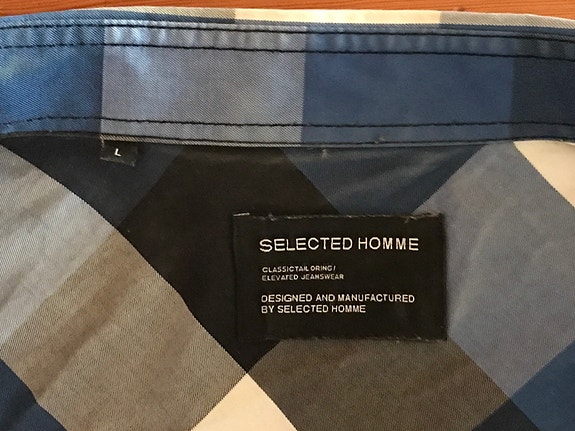 L
SELECTED HOMME
CLASSICTAILORING/
ELEVATED JEANSWEAR
DESIGNED AND MANUFACTURED
BY SELECTED HOMME